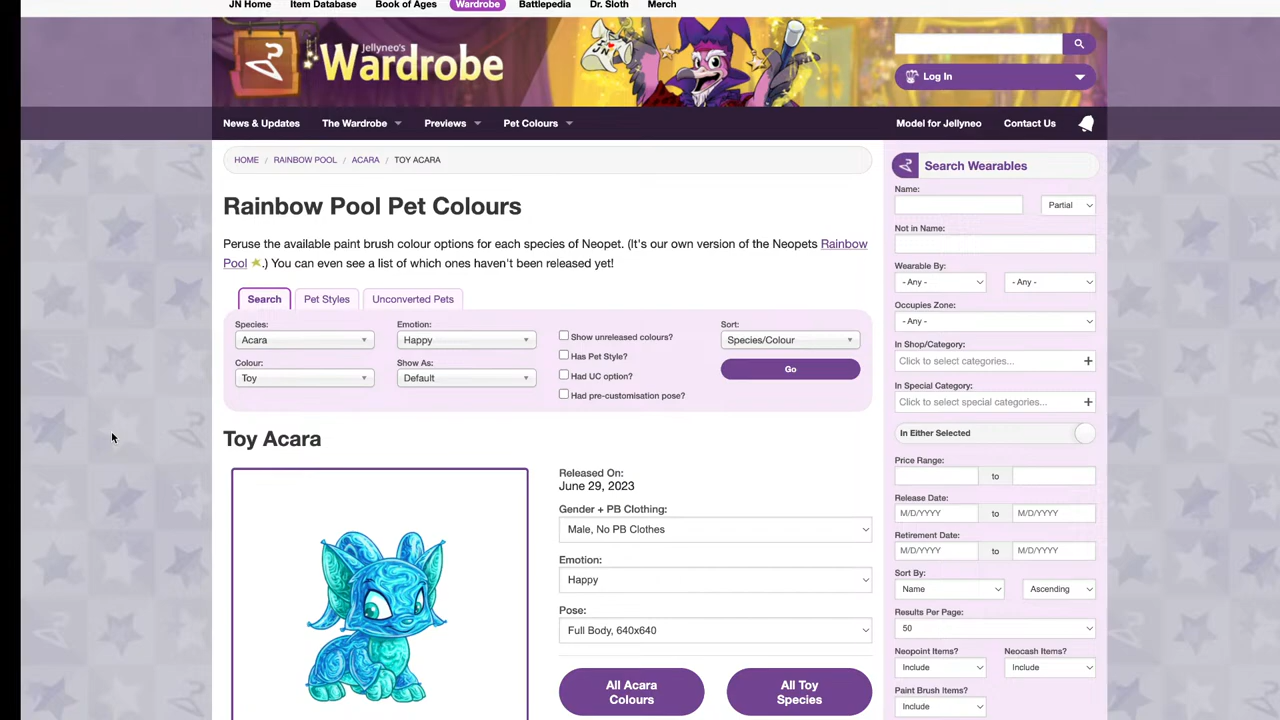 JN Home Item Database Book of Ages Wardrobe Battlepedia Dr. Sloth Merch
Jellyneo's
Wardrobe
JN
Log In
News & Updates The Wardrobe Previews Pet Colours Model for Jellyneo Contact Us
HOME / RAINBOW POOL / ACARA / TOY ACARA
Rainbow Pool Pet Colours
Peruse the available paint brush colour options for each species of Neopet. (It's our own version of the Neopets Rainbow
Pool .) You can even see a list of which ones haven't been released yet!
Search Pet Styles Unconverted Pets
Species: Emotion: Sort:
Acara Happy Show unreleased colours? Species/Colour
Has Pet Style?
Colour: Show As: Go
Toy Default Had UC option?
Had pre-customisation pose?
Toy Acara
Released On:
June 29, 2023
Gender + PB Clothing:
Male, No PB Clothes
Emotion:
Happy
Pose:
Full Body, 640x640
All Acara
Colours
All Toy
Species
Search Wearables
Name:
Partial
Not in Name:
Wearable By:
- Any - - Any -
Occupies Zone:
- Any -
In Shop/Category:
Click to select categories... +
In Special Category:
Click to select special categories... +
In Either Selected
Price Range:
to
Release Date:
M/D/YYYY to M/D/YYYY
Retirement Date:
M/D/YYYY to M/D/YYYY
Sort By:
Name Ascending
Results Per Page:
50
Neopoint Items? Neocash Items?
Include Include
Paint Brush Items?
Include